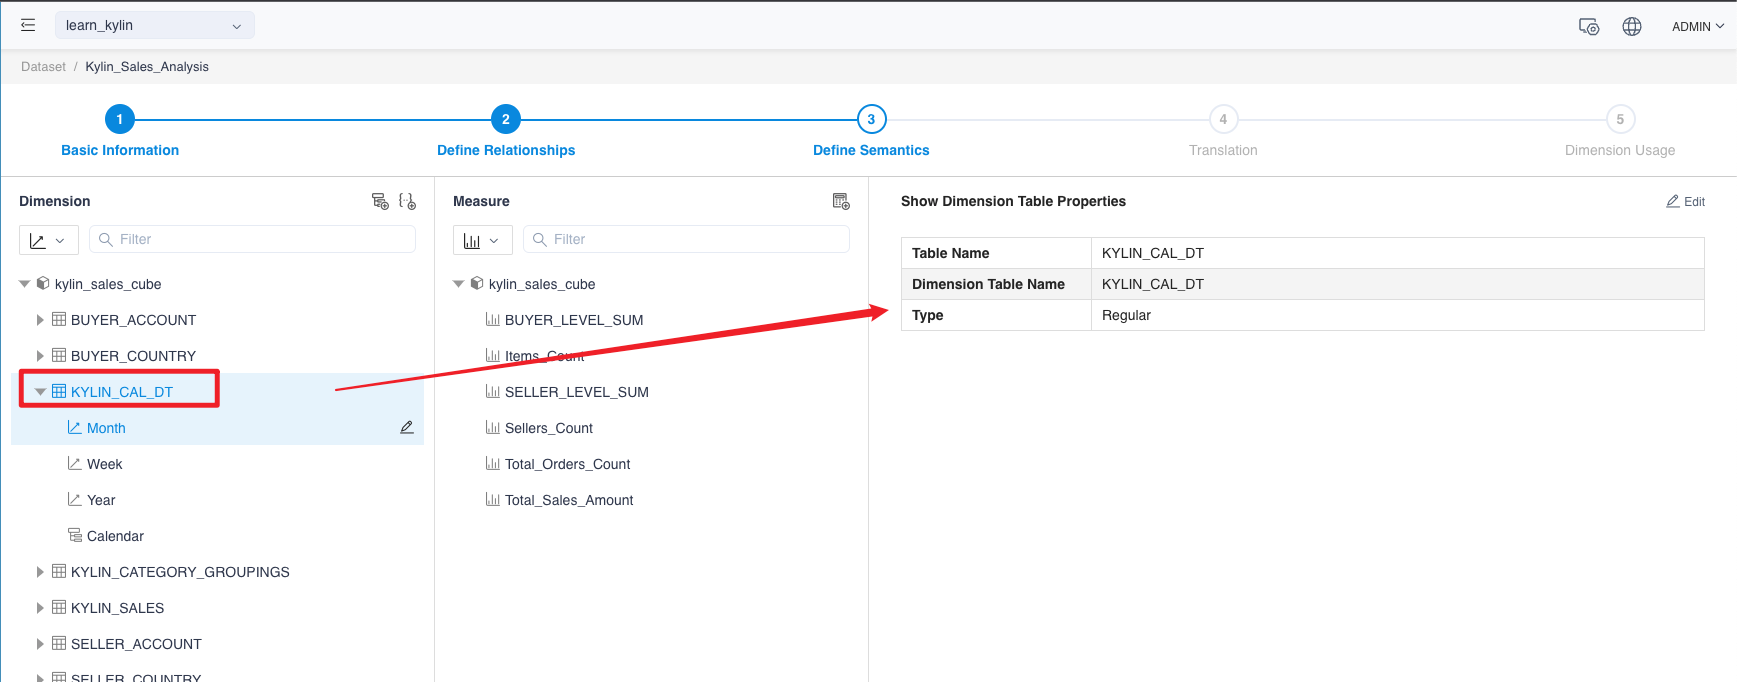 learn_kylin
ADMIN
Dataset / Kylin_Sales_Analysis
1
2
3
4
5
Basic Information
Define Relationships
Define Semantics
Translation
Dimension Usage
Dimension
Filter
kylin_sales_cube
BUYER_ACCOUNT
BUYER_COUNTRY
KYLIN_CAL_DT
Month
Week
Year
Calendar
KYLIN_CATEGORY_GROUPINGS
KYLIN_SALES
SELLER_ACCOUNT
SELLER_COUNTRY
Measure
Filter
kylin_sales_cube
BUYER_LEVEL_SUM
Items_Count
SELLER_LEVEL_SUM
Sellers_Count
Total_Orders_Count
Total_Sales_Amount
Show Dimension Table Properties
Edit
Table Name KYLIN_CAL_DT
Dimension Table Name KYLIN_CAL_DT
Type Regular